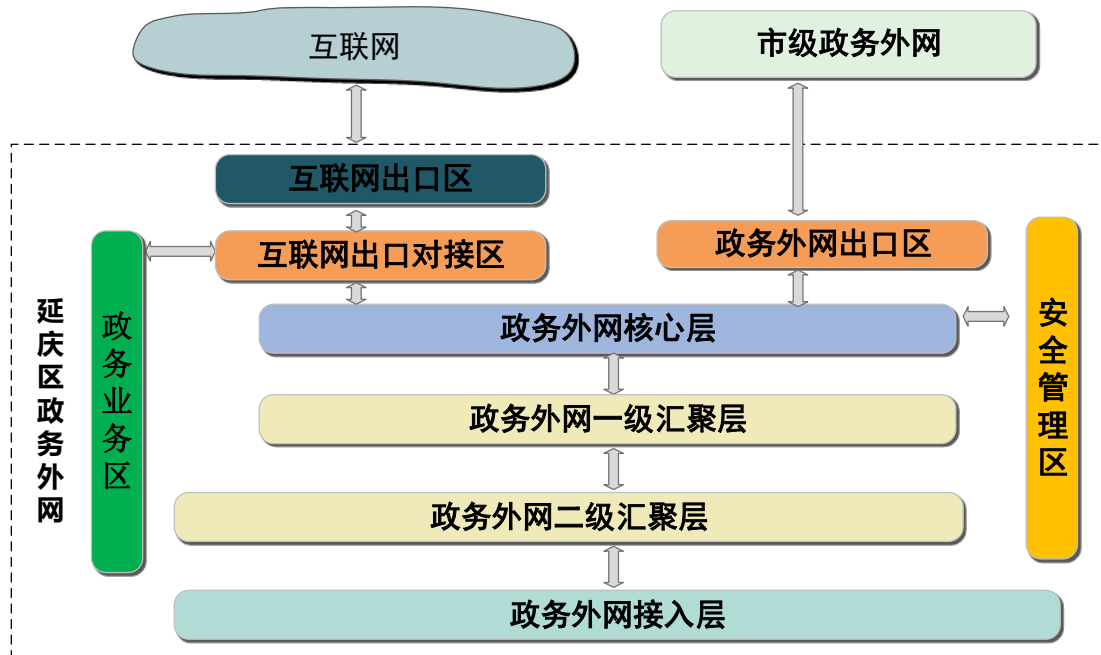 互联网
市级政务外网
互联网出口区
互联网出口对接区
政务外网出口区
延庆区政务外网
政务业务区
政务外网核心层
安全管理区
政务外网一级汇聚层
政务外网二级汇聚层
政务外网接入层